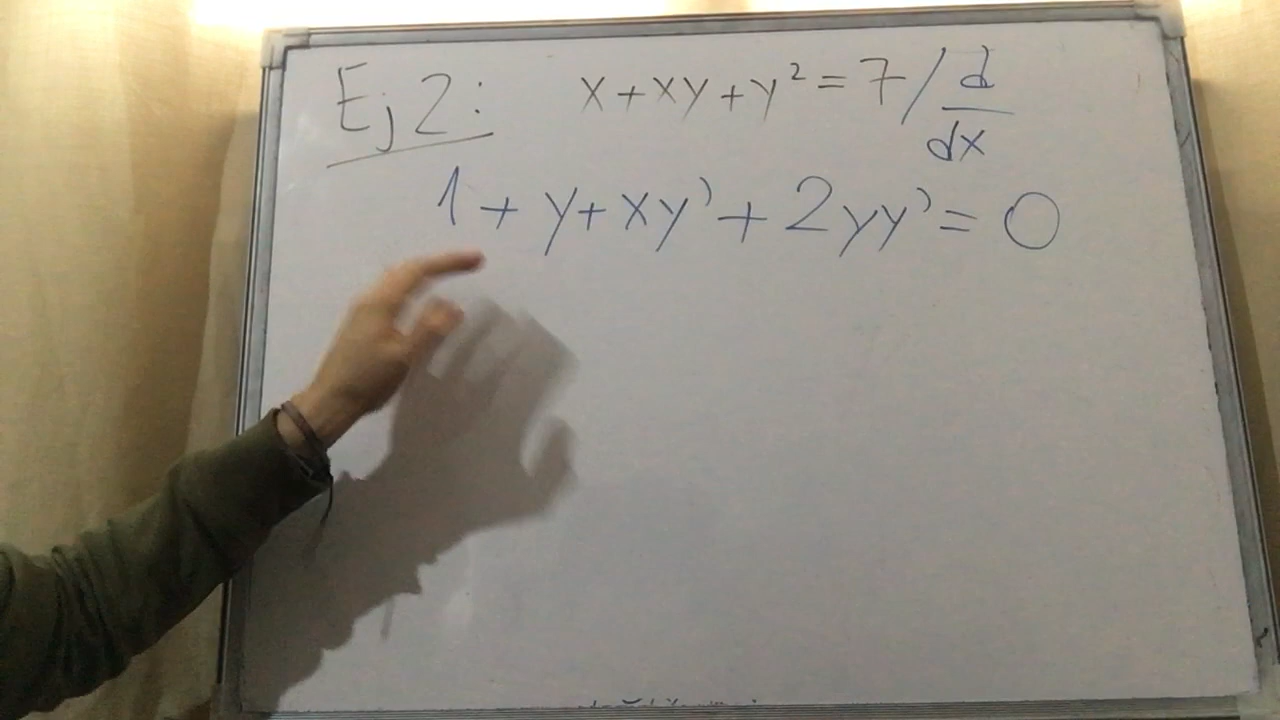 Ej 2: x + xy + y² = 7 / d/dx
1 + y + xy' + 2yy' = 0